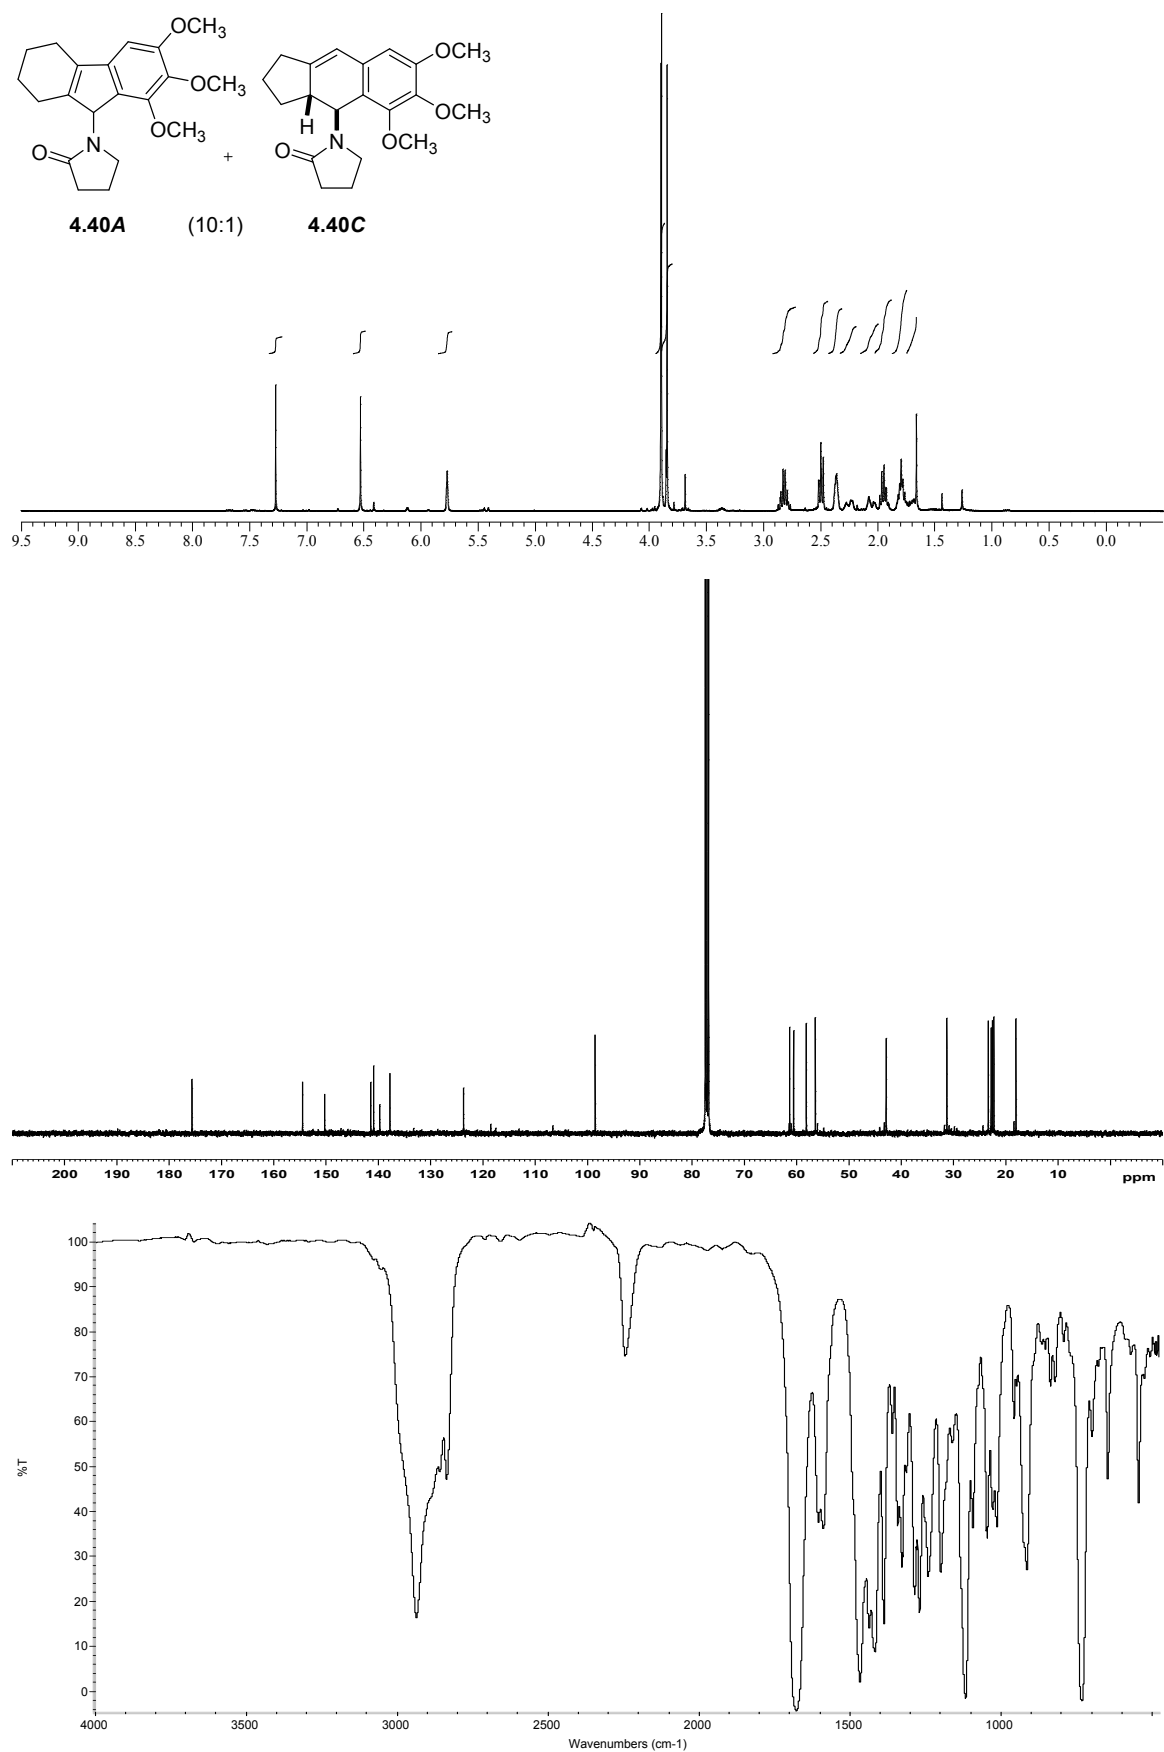 OCH3
OCH3
OCH3
N
O
+
OCH3
OCH3
OCH3
H
N
O
4.40A (10:1) 4.40C
9.5 9.0 8.5 8.0 7.5 7.0 6.5 6.0 5.5 5.0 4.5 4.0 3.5 3.0 2.5 2.0 1.5 1.0 0.5 0.0
200 190 180 170 160 150 140 130 120 110 100 90 80 70 60 50 40 30 20 10 ppm
100
90
80
70
60
50
40
30
20
10
0
%T
4000 3500 3000 2500 2000 1500 1000
Wavenumbers (cm-1)